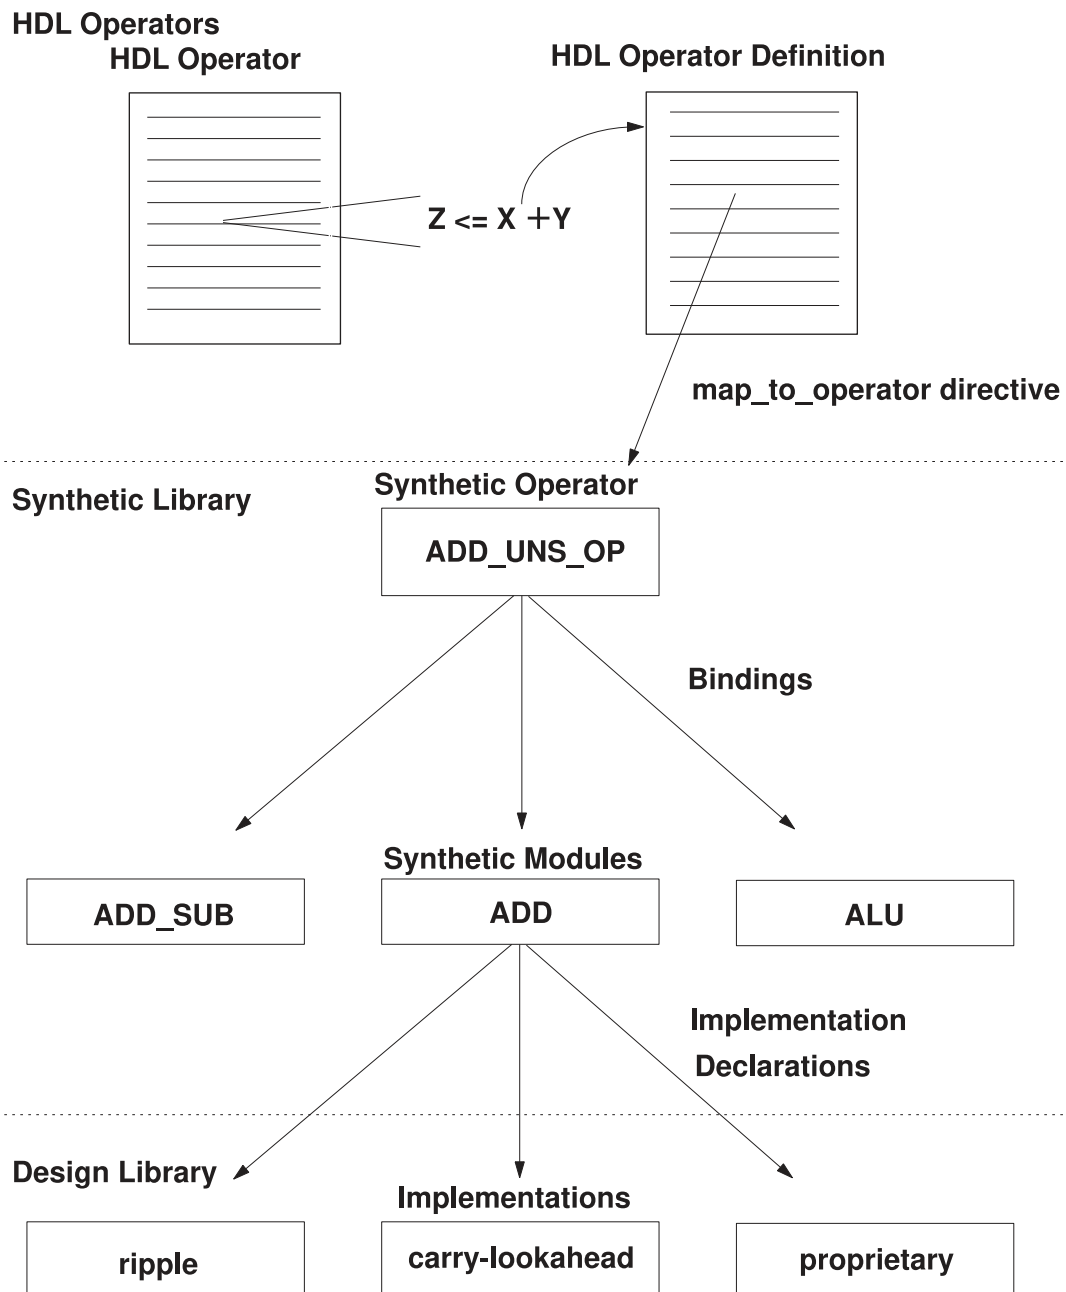 HDL Operators
HDL Operator
HDL Operator Definition
Z <= X +Y
map_to_operator directive
Synthetic Library
Synthetic Operator
ADD_UNS_OP
Bindings
Synthetic Modules
ADD_SUB
ADD
ALU
Implementation
Declarations
Design Library
Implementations
ripple
carry-lookahead
proprietary